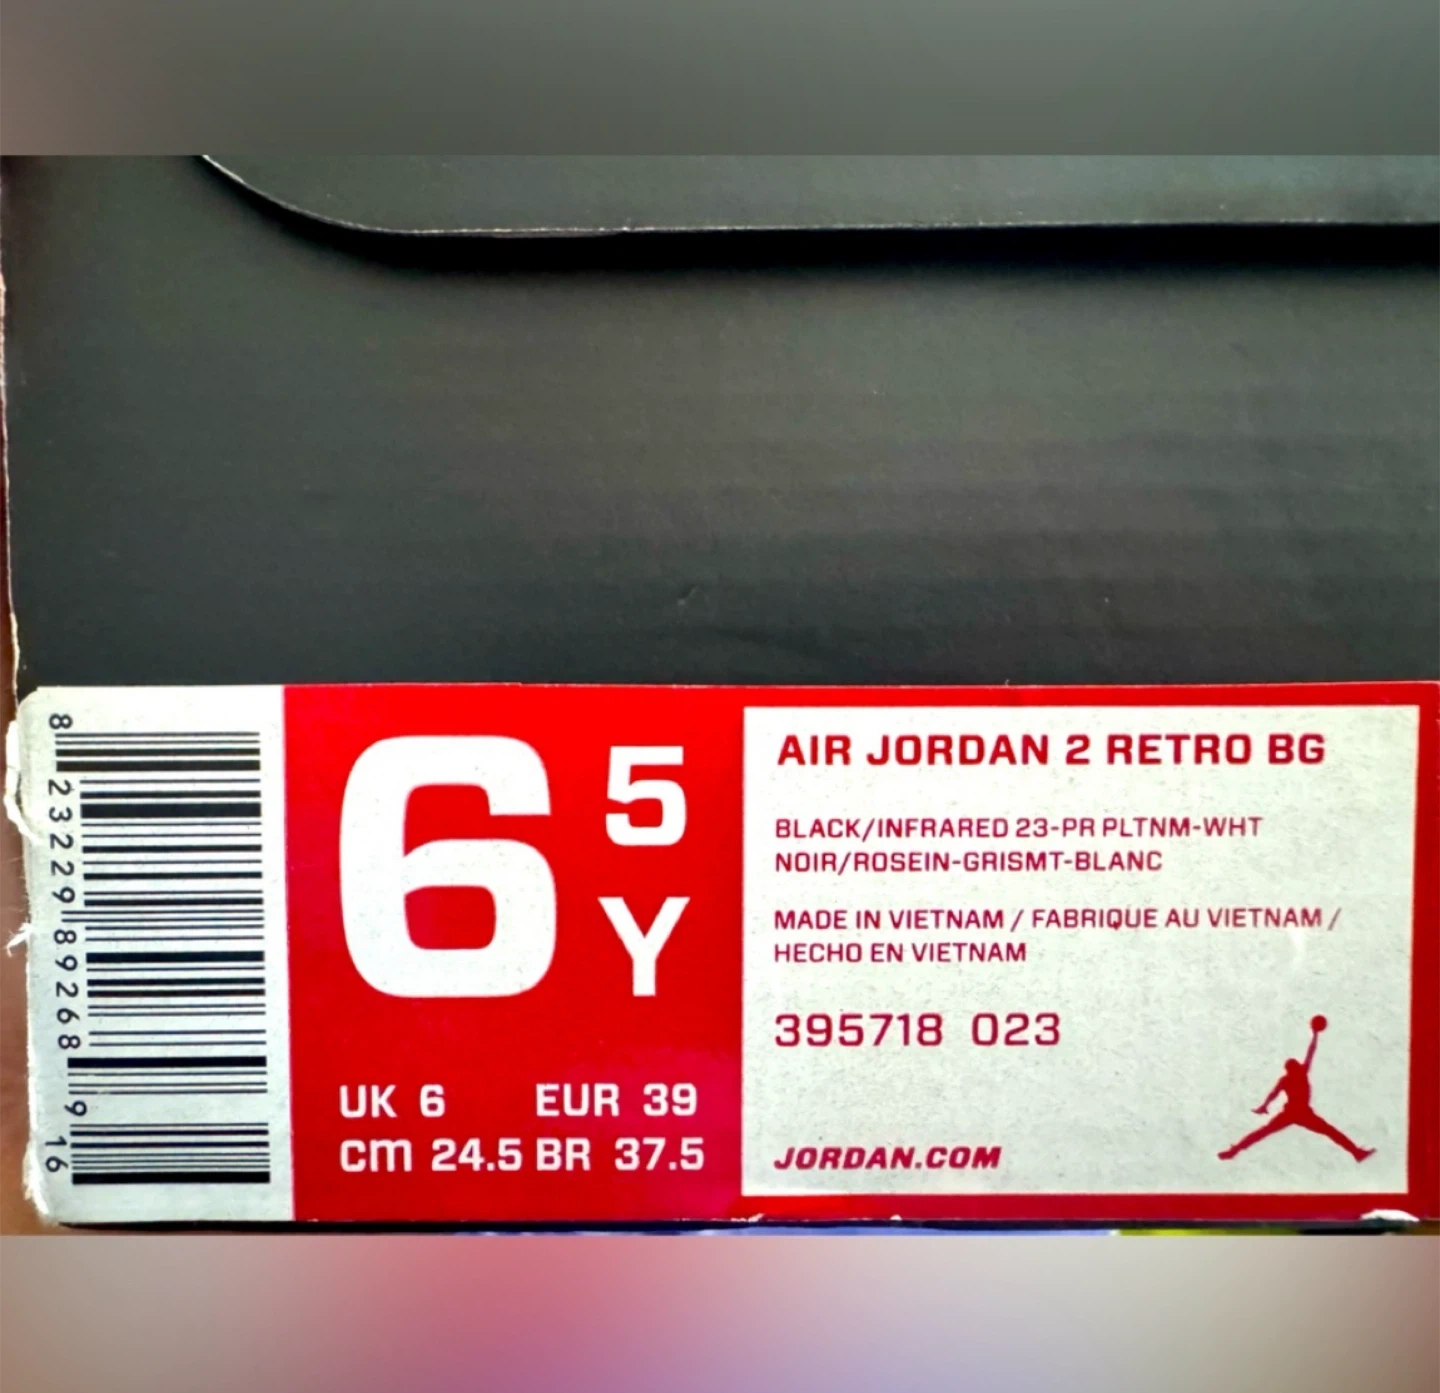 8 23229 89268 9 16
6 5
Y
UK 6 EUR 39
cm 24.5 BR 37.5
AIR JORDAN 2 RETRO BG
BLACK/INFRARED 23-PR PLTNM-WHT
NOIR/ROSEIN-GRISMT-BLANC
MADE IN VIETNAM / FABRIQUE AU VIETNAM /
HECHO EN VIETNAM
395718 023
JORDAN.COM